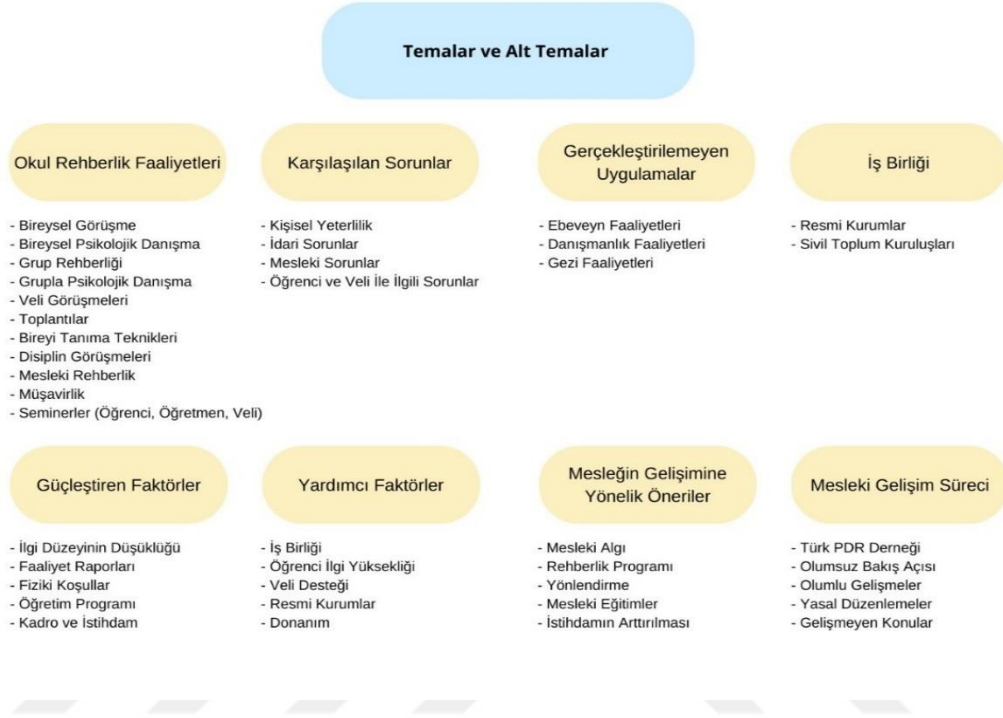 Temalar ve Alt Temalar
Okul Rehberlik Faaliyetleri
- Bireysel Görüşme
- Bireysel Psikolojik Danışma
- Grup Rehberliği
- Grupla Psikolojik Danışma
- Veli Görüşmeleri
- Toplantılar
- Bireyi Tanıma Teknikleri
- Disiplin Görüşmeleri
- Mesleki Rehberlik
- Müşavirlik
- Seminerler (Öğrenci, Öğretmen, Veli)
Karşılaşılan Sorunlar
- Kişisel Yeterlilik
- İdari Sorunlar
- Mesleki Sorunlar
- Öğrenci ve Veli İle İlgili Sorunlar
Gerçekleştirilemeyen
Uygulamalar
- Ebeveyn Faaliyetleri
- Danışmanlık Faaliyetleri
- Gezi Faaliyetleri
İş Birliği
- Resmi Kurumlar
- Sivil Toplum Kuruluşları
Güçleştiren Faktörler
- İlgi Düzeyinin Düşüklüğü
- Faaliyet Raporları
- Fiziki Koşullar
- Öğretim Programı
- Kadro ve İstihdam
Yardımcı Faktörler
- İş Birliği
- Öğrenci İlgi Yüksekliği
- Veli Desteği
- Resmi Kurumlar
- Donanım
Mesleğin Gelişimine
Yönelik Öneriler
- Mesleki Algı
- Rehberlik Programı
- Yönlendirme
- Mesleki Eğitimler
- İstihdamın Arttırılması
Mesleki Gelişim Süreci
- Türk PDR Derneği
- Olumsuz Bakış Açısı
- Olumlu Gelişmeler
- Yasal Düzenlemeler
- Gelişmeyen Konular